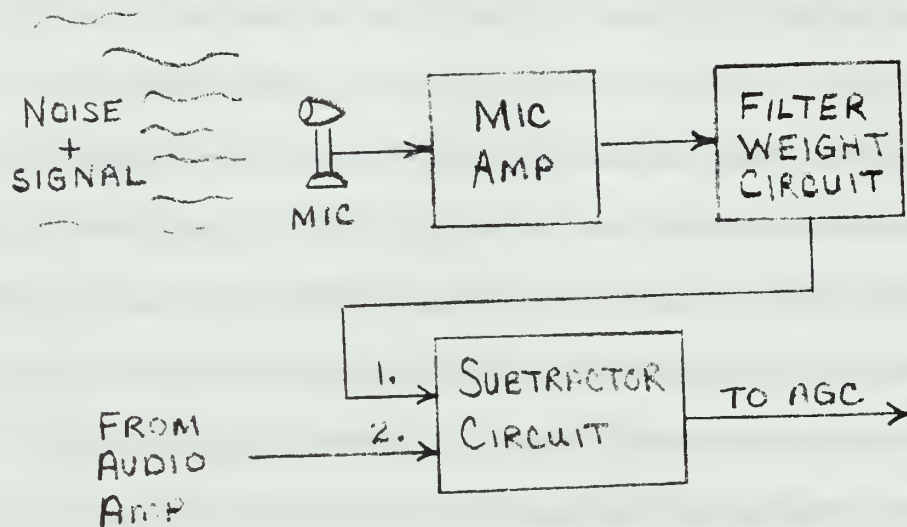 NOISE
+
SIGNAL
MIC
MIC
AMP
FILTER
WEIGHT
CIRCUIT
1.
2.
FROM
AUDIO
AMP
SUBTRACTOR
CIRCUIT
TO AGC